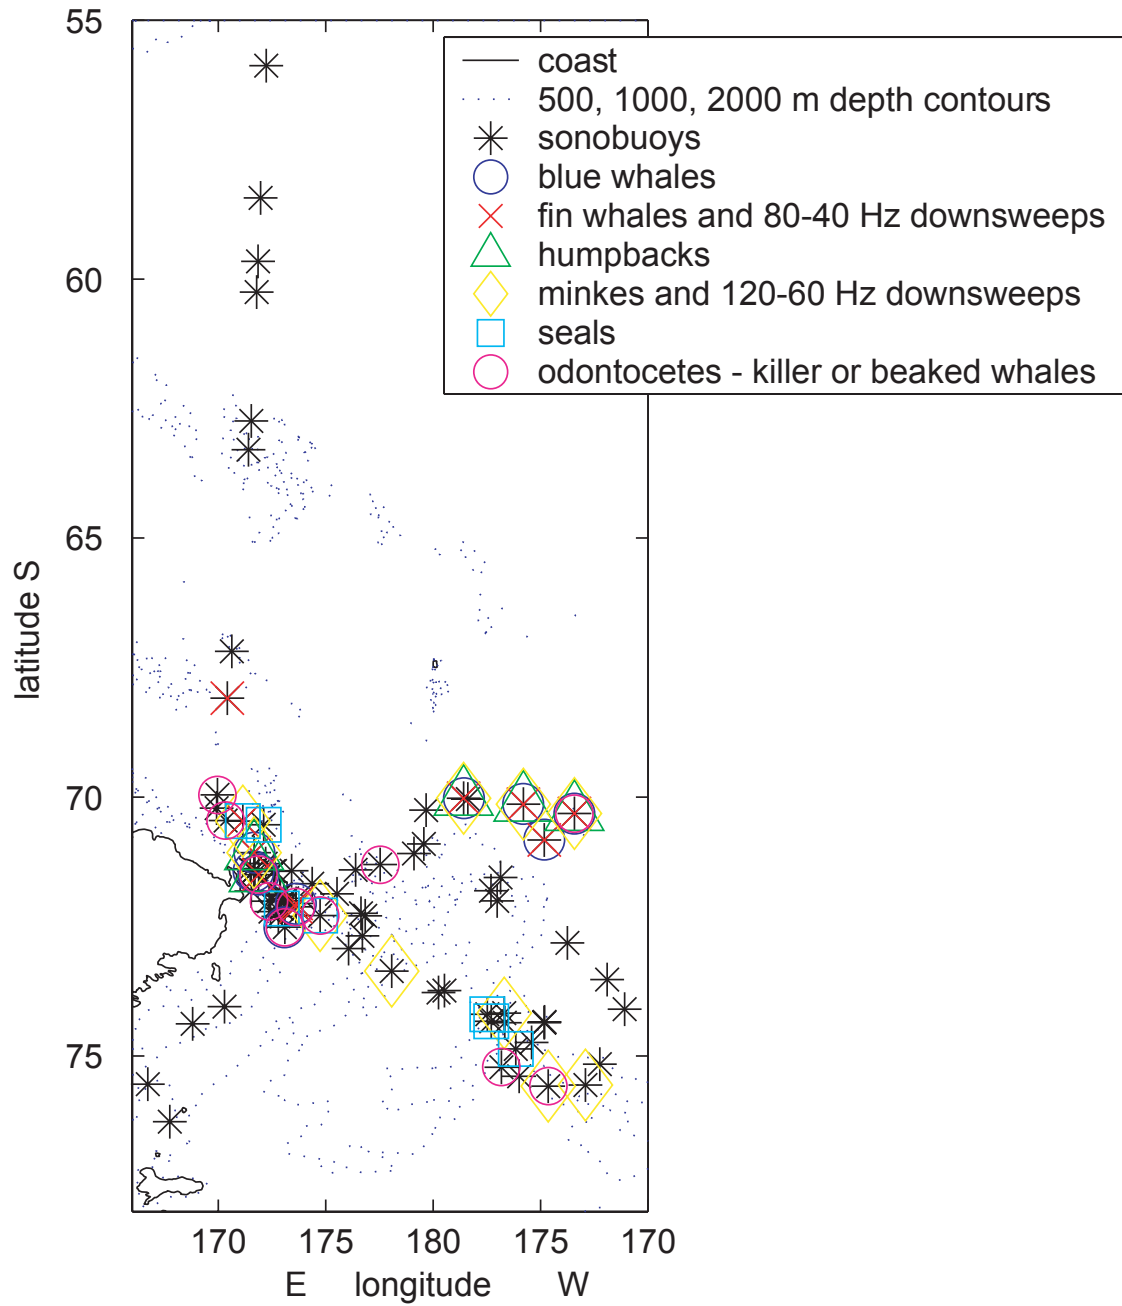 55
coast
500, 1000, 2000 m depth contours
sonobuoys
blue whales
fin whales and 80-40 Hz downsweeps
humpbacks
minkes and 120-60 Hz downsweeps
seals
odontocetes - killer or beaked whales
60
65
70
75
latitude S
170 175 180 175 170
E longitude W